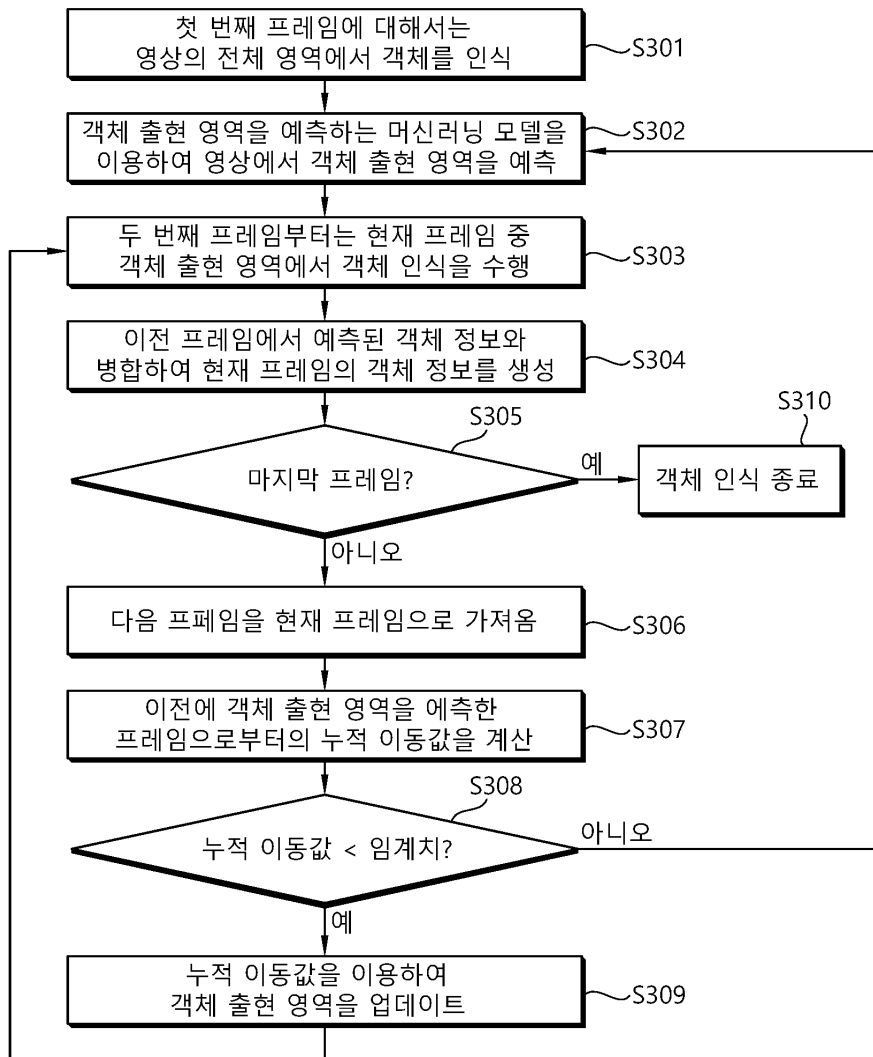 첫 번째 프레임에 대해서는
영상의 전체 영역에서 객체를 인식
S301
객체 출현 영역을 예측하는 머신러닝 모델을
이용하여 영상에서 객체 출현 영역을 예측
S302
두 번째 프레임부터는 현재 프레임 중
객체 출현 영역에서 객체 인식을 수행
S303
이전 프레임에서 예측된 객체 정보와
병합하여 현재 프레임의 객체 정보를 생성
S304
S305
마지막 프레임?
예
S310
객체 인식 종료
아니오
다음 프페임을 현재 프레임으로 가져옴
S306
이전에 객체 출현 영역을 에측한
프레임으로부터의 누적 이동값을 계산
S307
S308
누적 이동값 < 임계치?
아니오
예
누적 이동값을 이용하여
객체 출현 영역을 업데이트
S309